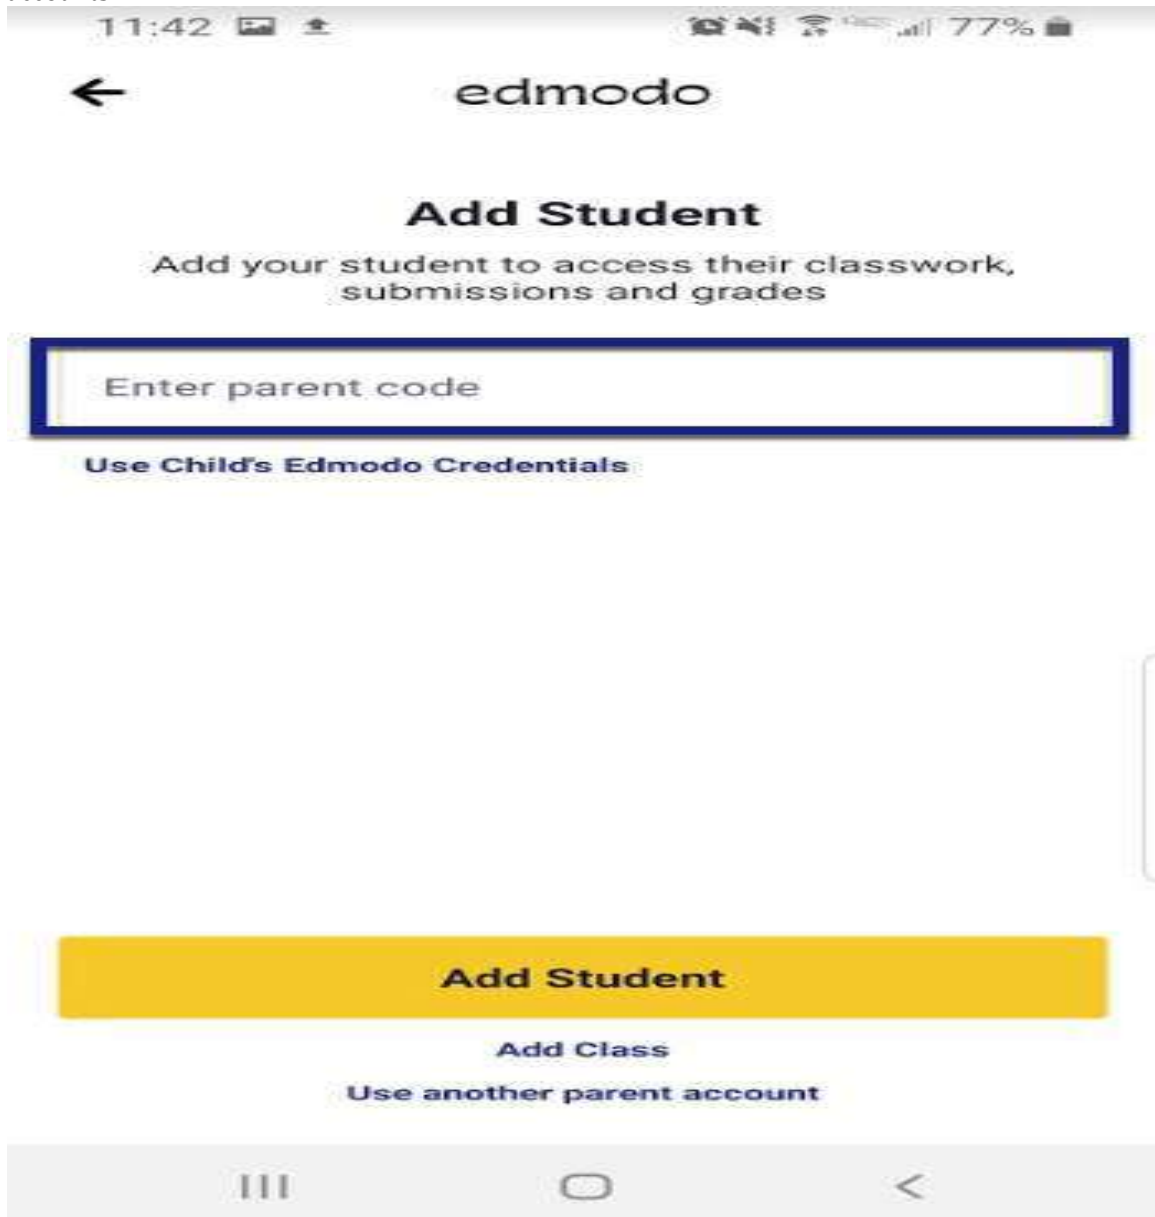 11:42 77%
edmodo
Add Student
Add your student to access their classwork,
submissions and grades
Enter parent code
Use Child's Edmodo Credentials
Add Student
Add Class
Use another parent account